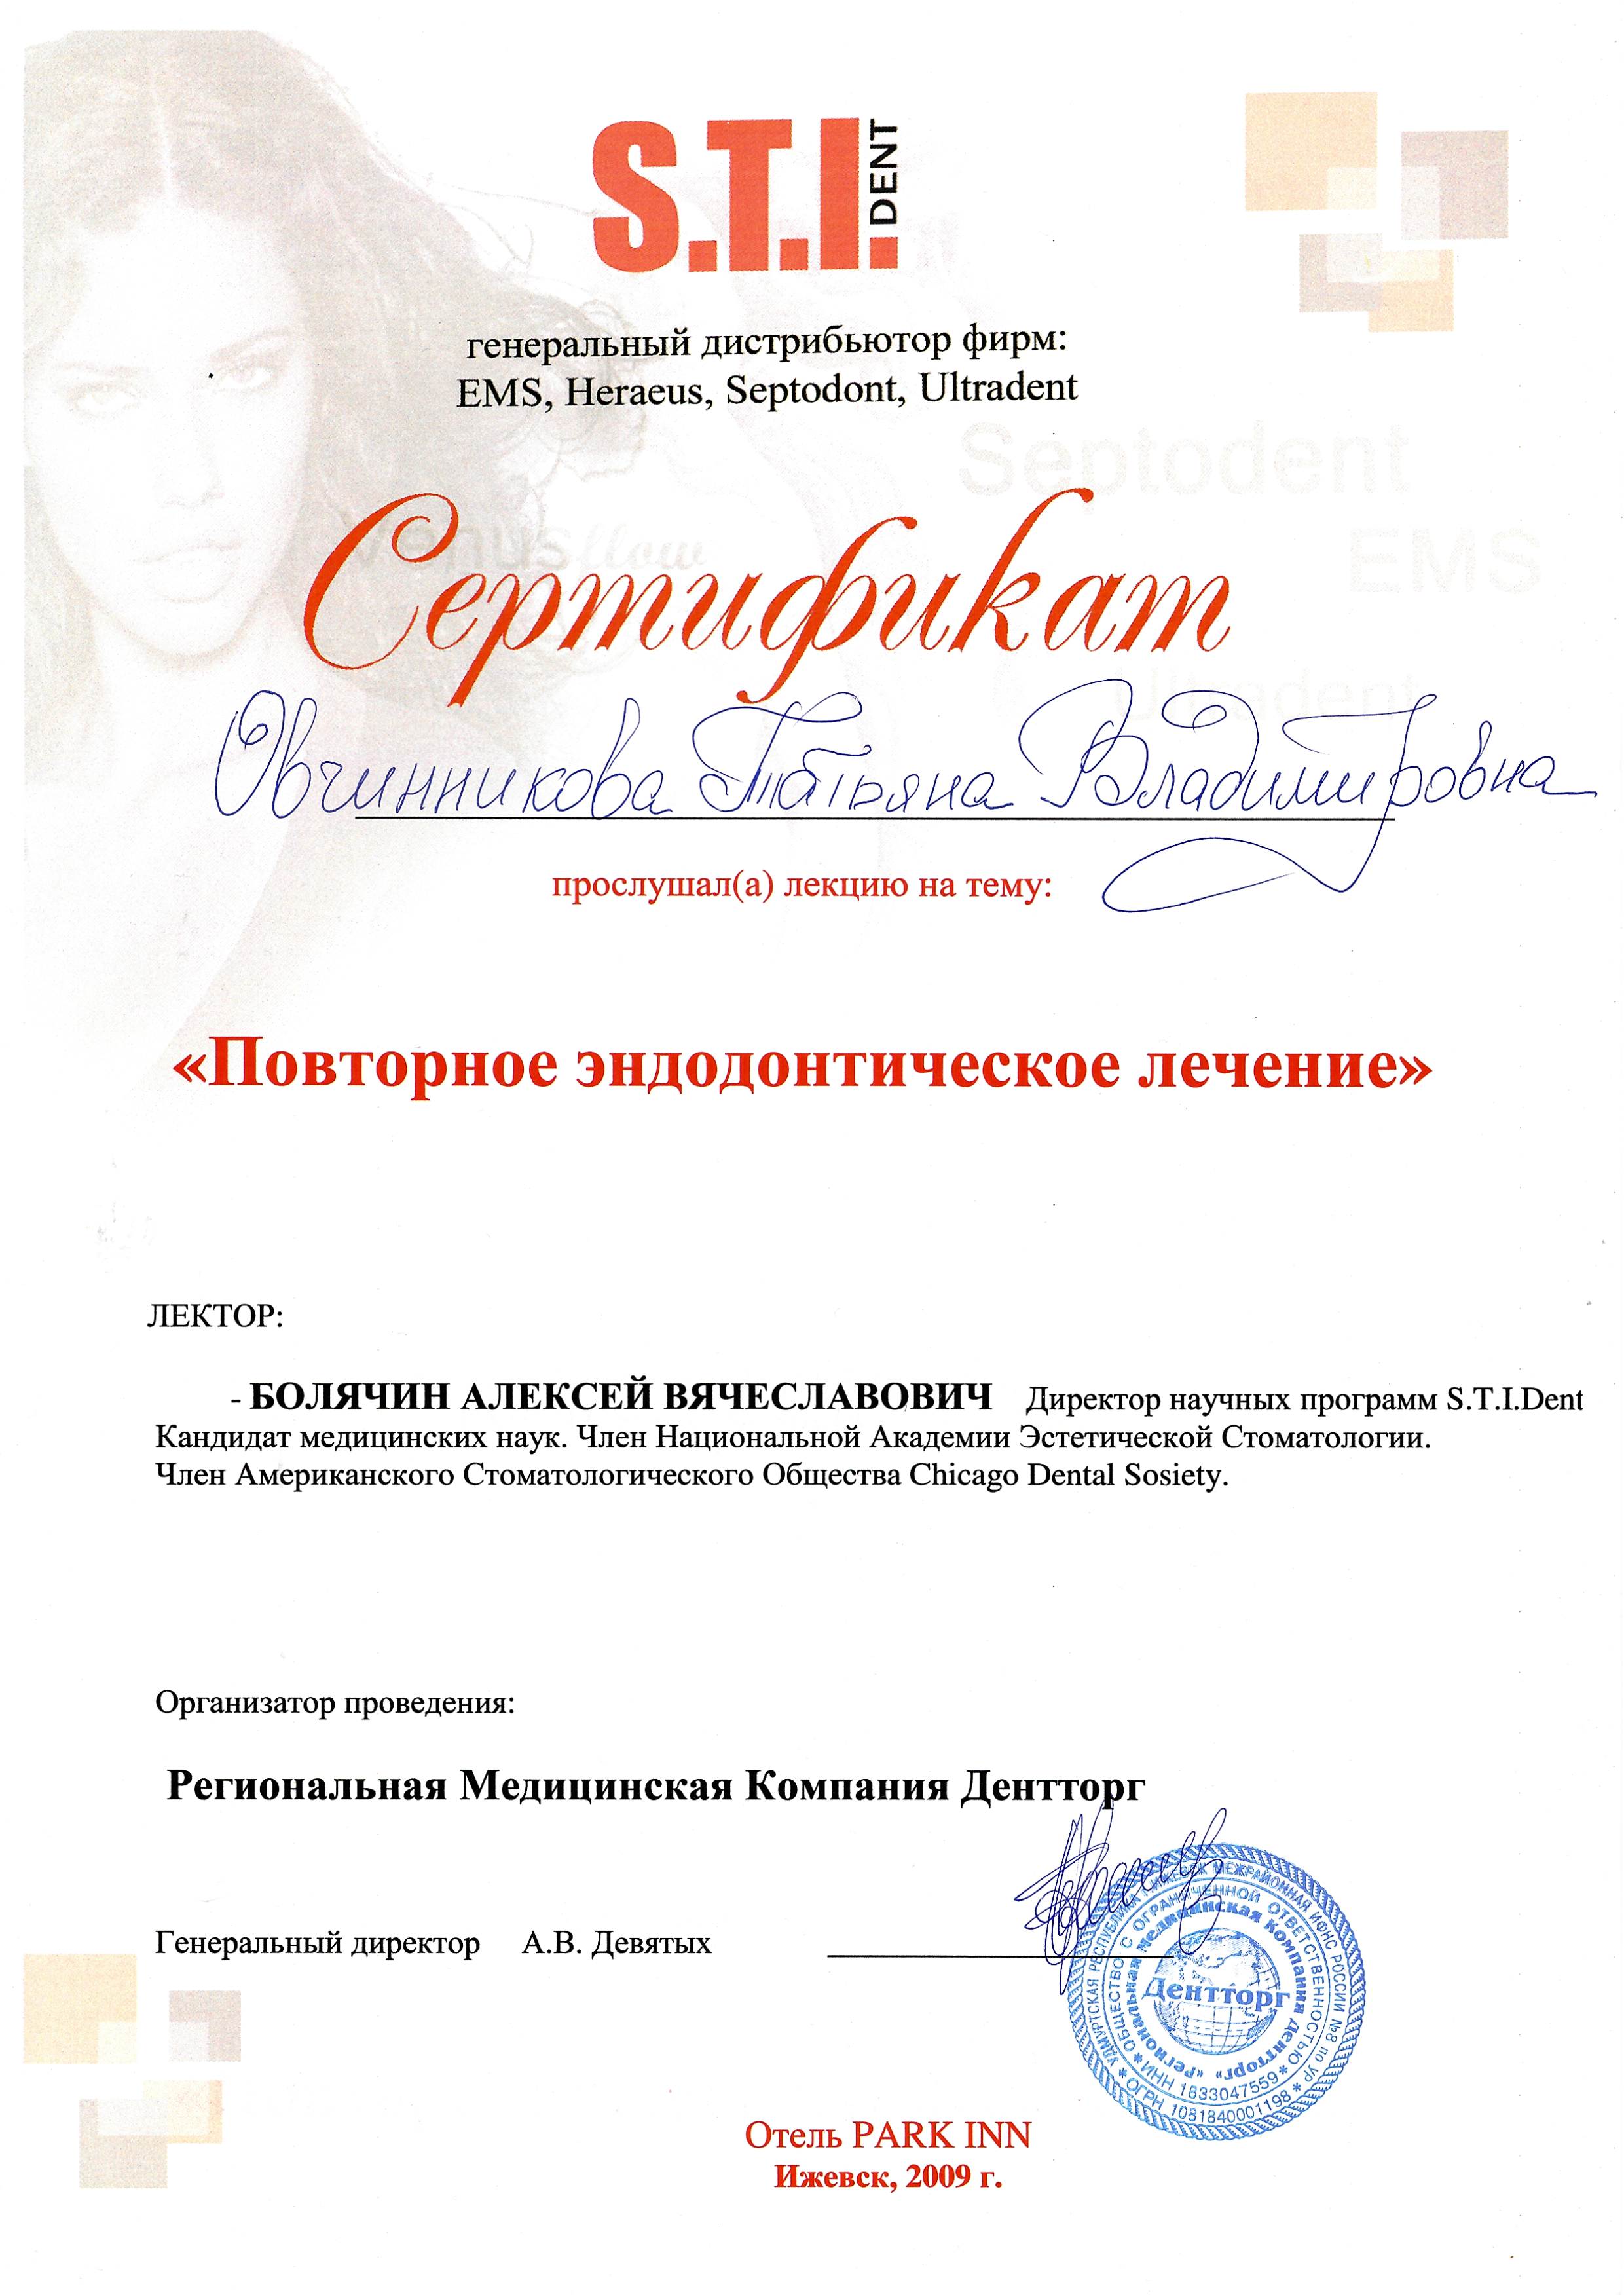 S.T.I. DENT
генеральный дистрибьютор фирм:
EMS, Heraeus, Septodont, Ultradent
Septodent
Venus flow
EMS
Сертификат
Ultradent
Овчинникова Татьяна Владимировна
прослушал(а) лекцию на тему:
«Повторное эндодонтическое лечение»
ЛЕКТОР:
- БОЛЯЧИН АЛЕКСЕЙ ВЯЧЕСЛАВОВИЧ Директор научных программ S.T.I.Dent
Кандидат медицинских наук. Член Национальной Академии Эстетической Стоматологии.
Член Американского Стоматологического Общества Chicago Dental Sosiety.
Организатор проведения:
Региональная Медицинская Компания Дентторг
Генеральный директор А.В. Девятых
УДМУРТСКАЯ РЕСПУБЛИКА Г.ИЖЕВСК МЕЖРАЙОННАЯ ИФНС РОССИИ №8 по УР
* ОГРН 1081840001198 *
ОБЩЕСТВО С ОГРАНИЧЕННОЙ ОТВЕТСТВЕННОСТЬЮ
* ИНН 1833047559 *
«Региональная Медицинская Компания Дентторг»
Дентторг
Отель PARK INN
Ижевск, 2009 г.